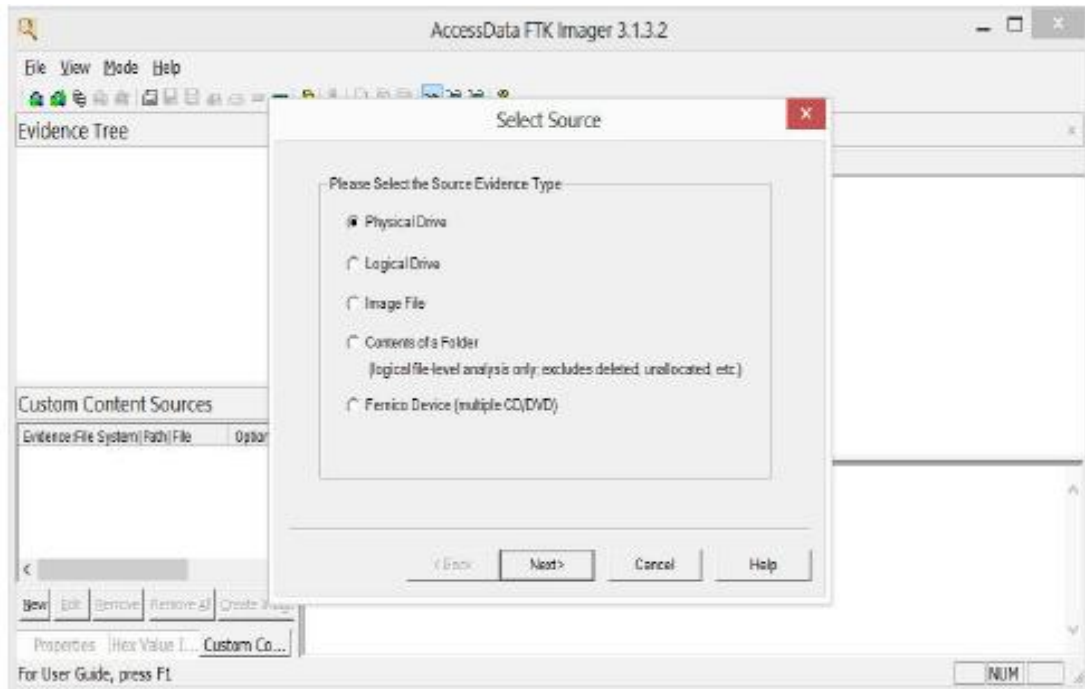 AccessData FTK Imager 3.1.3.2
File View Mode Help
Evidence Tree
Select Source
Please Select the Source Evidence Type
Physical Drive
Logical Drive
Image File
Contents of a Folder
(logical file-level analysis only; excludes deleted, unallocated, etc.)
Fernico Device (multiple CD/DVD)
Custom Content Sources
Evidence:File System|Path|File Option
< Back Next> Cancel Help
New Edit Remove Remove All Create
Properties Hex Value I... Custom Co...
For User Guide, press F1
NUM